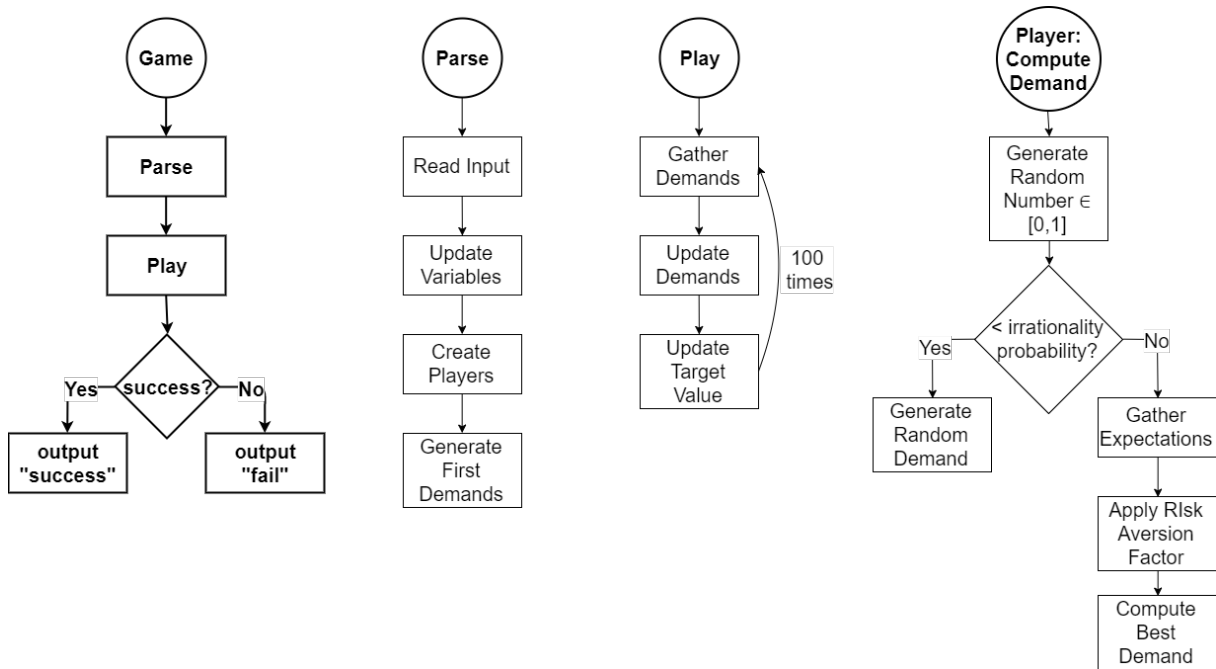 Game
Parse
Play
success?
Yes
No
output
"success"
output
"fail"
Parse
Read Input
Update
Variables
Create
Players
Generate
First
Demands
Play
Gather
Demands
Update
Demands
Update
Target
Value
100
times
Player:
Compute
Demand
Generate
Random
Number ∈
[0,1]
< irrationality
probability?
Yes
No
Generate
Random
Demand
Gather
Expectations
Apply RIsk
Aversion
Factor
Compute
Best
Demand